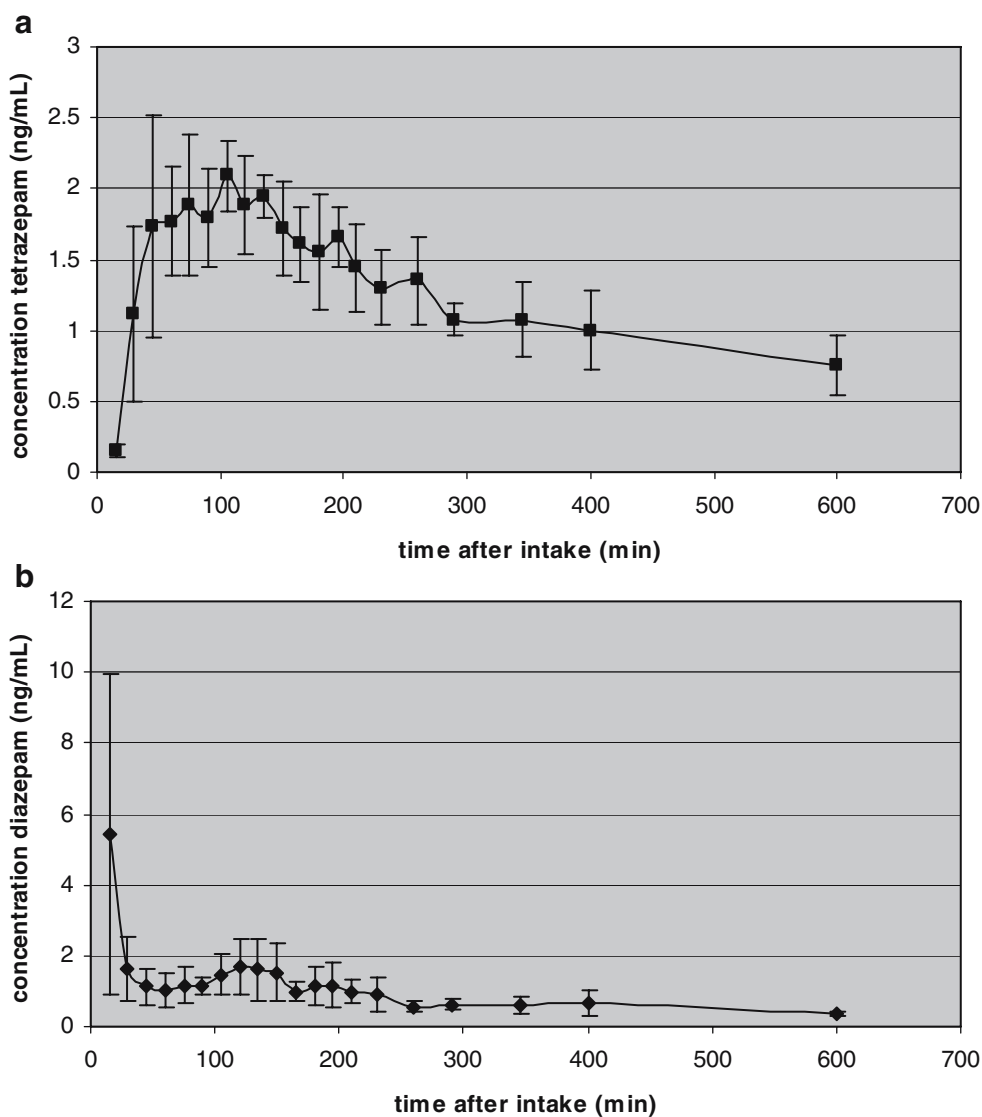 a
concentration tetrazepam (ng/mL)
3
2.5
2
1.5
1
0.5
0
0 100 200 300 400 500 600 700
time after intake (min)
b
concentration diazepam (ng/mL)
12
10
8
6
4
2
0
0 100 200 300 400 500 600 700
time after intake (min)